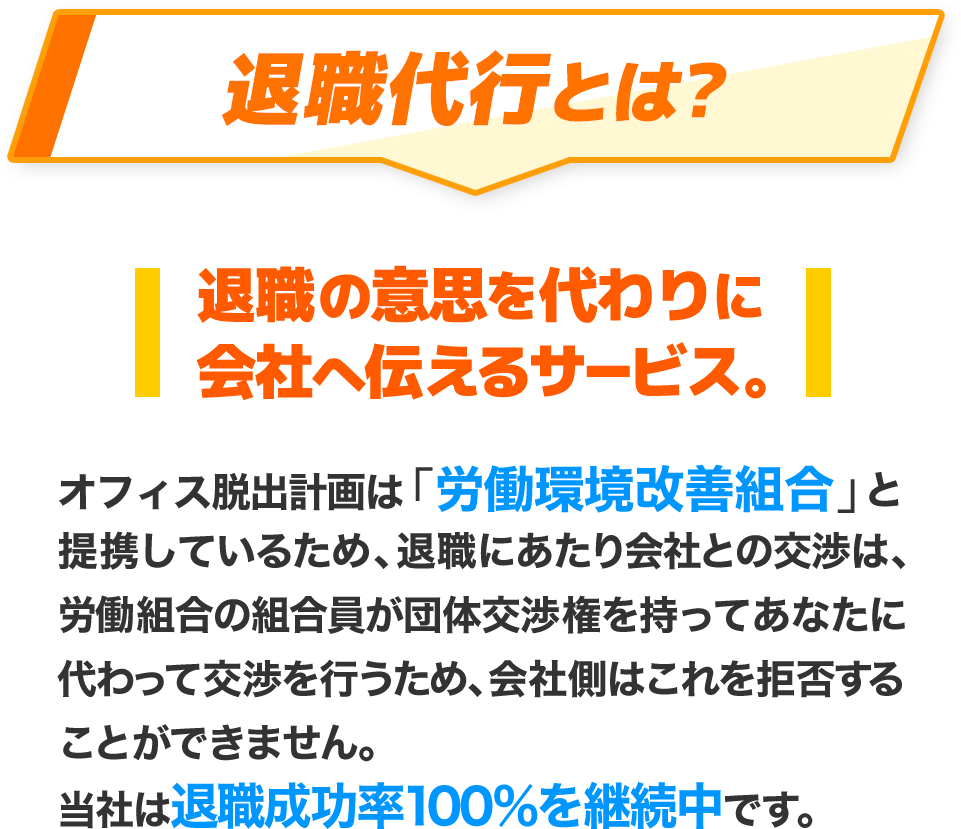 退職代行とは?
退職の意思を代わりに
会社へ伝えるサービス。
オフィス脱出計画は「労働環境改善組合」と
提携しているため、退職にあたり会社との交渉は、
労働組合の組合員が団体交渉権を持ってあなたに
代わって交渉を行うため、会社側はこれを拒否する
ことができません。
当社は退職成功率100%を継続中です。